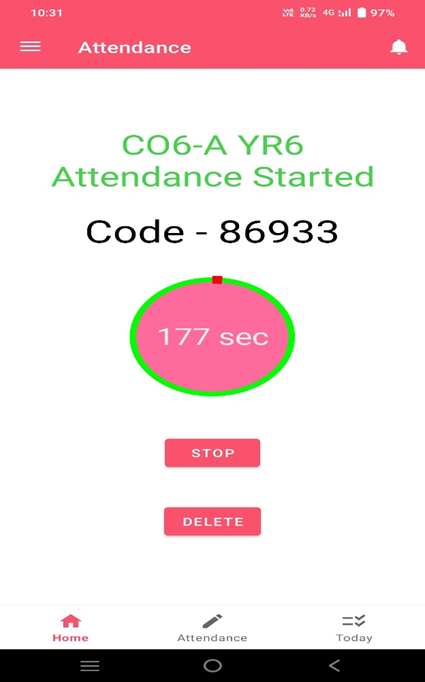 10:31
Vo) LTE 0.72 KB/s 4G 97%
Attendance
CO6-A YR6
Attendance Started
Code - 86933
177 sec
STOP
DELETE
Home Attendance Today